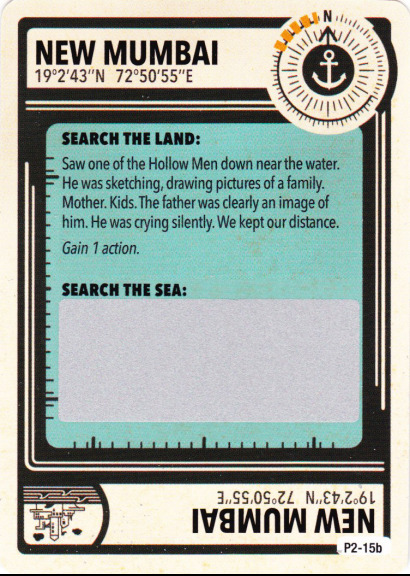 NEW MUMBAI
19°2'43"N 72°50'55"E
N
SEARCH THE LAND:
Saw one of the Hollow Men down near the water.
He was sketching, drawing pictures of a family.
Mother. Kids. The father was clearly an image of
him. He was crying silently. We kept our distance.
Gain 1 action.
SEARCH THE SEA:
NEW MUMBAI
19°2'43"N 72°50'55"E
P2-15b